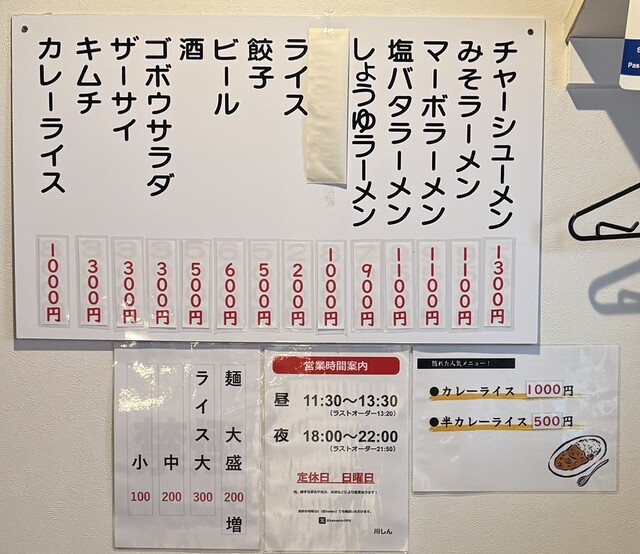 チャーシューメン 1300円
みそラーメン 1100円
マーボラーメン 1100円
塩バタラーメン 1100円
しょうゆラーメン 900円
1000円
ライス 200円
餃子 500円
ビール 600円
酒 500円
ゴボウサラダ 300円
ザーサイ 300円
キムチ 300円
カレーライス 1000円
麺 大盛 200増
ライス大 300
中 200
小 100
営業時間案内
昼 11:30～13:30
(ラストオーダー13:20)
夜 18:00～22:00
(ラストオーダー21:50)
定休日 日曜日
川しん
隠れた人気メニュー!
●カレーライス 1000円
●半カレーライス 500円